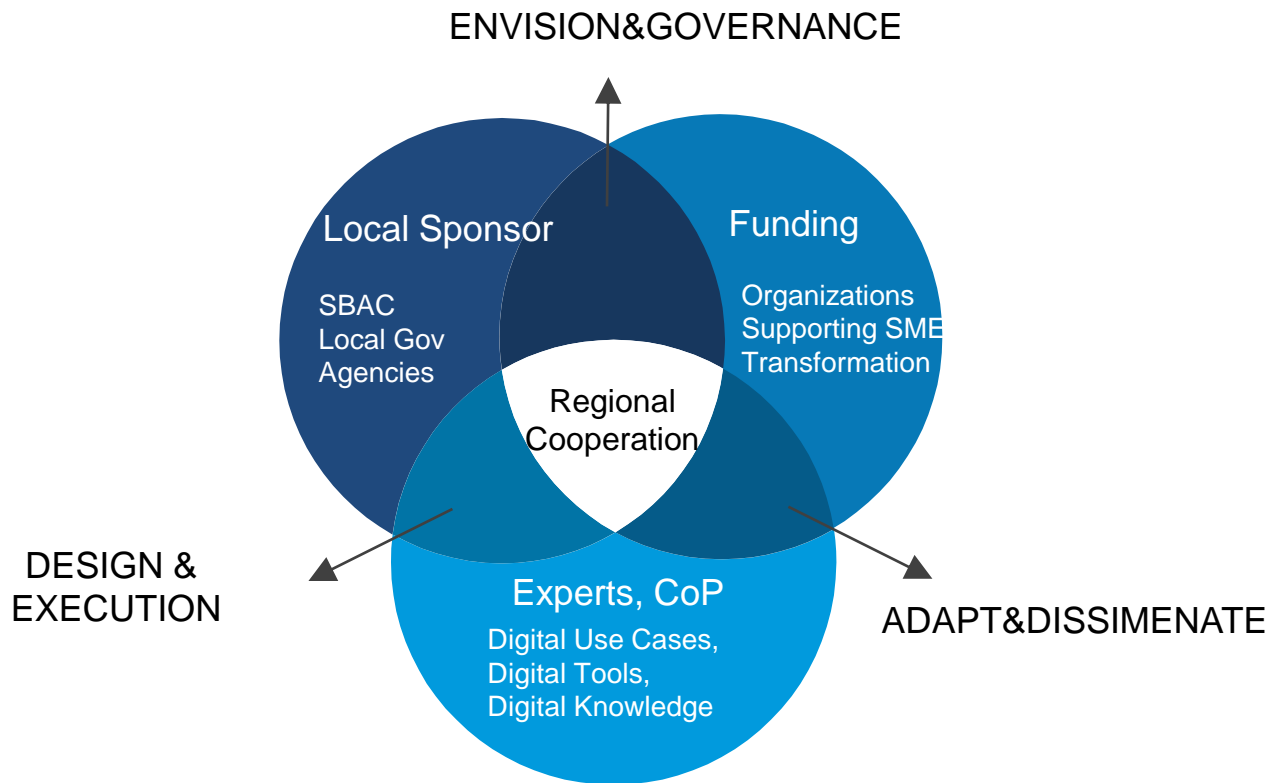 ENVISION&GOVERNANCE
Local Sponsor
SBAC
Local Gov
Agencies
Funding
Organizations
Supporting SME
Transformation
Regional
Cooperation
DESIGN &
EXECUTION
Experts, CoP
Digital Use Cases,
Digital Tools,
Digital Knowledge
ADAPT&DISSIMENATE